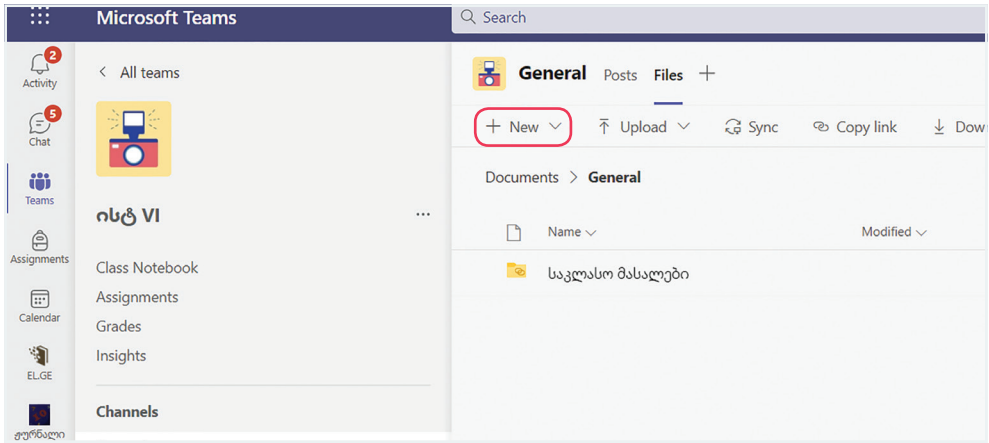 Microsoft Teams
Search
2
Activity
5
Chat
Teams
Assignments
Calendar
EL.GE
ჟურნალი
All teams
ისტ VI
...
Class Notebook
Assignments
Grades
Insights
Channels
General Posts Files
New Upload Sync Copy link Dow
Documents > General
Name Modified
საკლასო მასალები